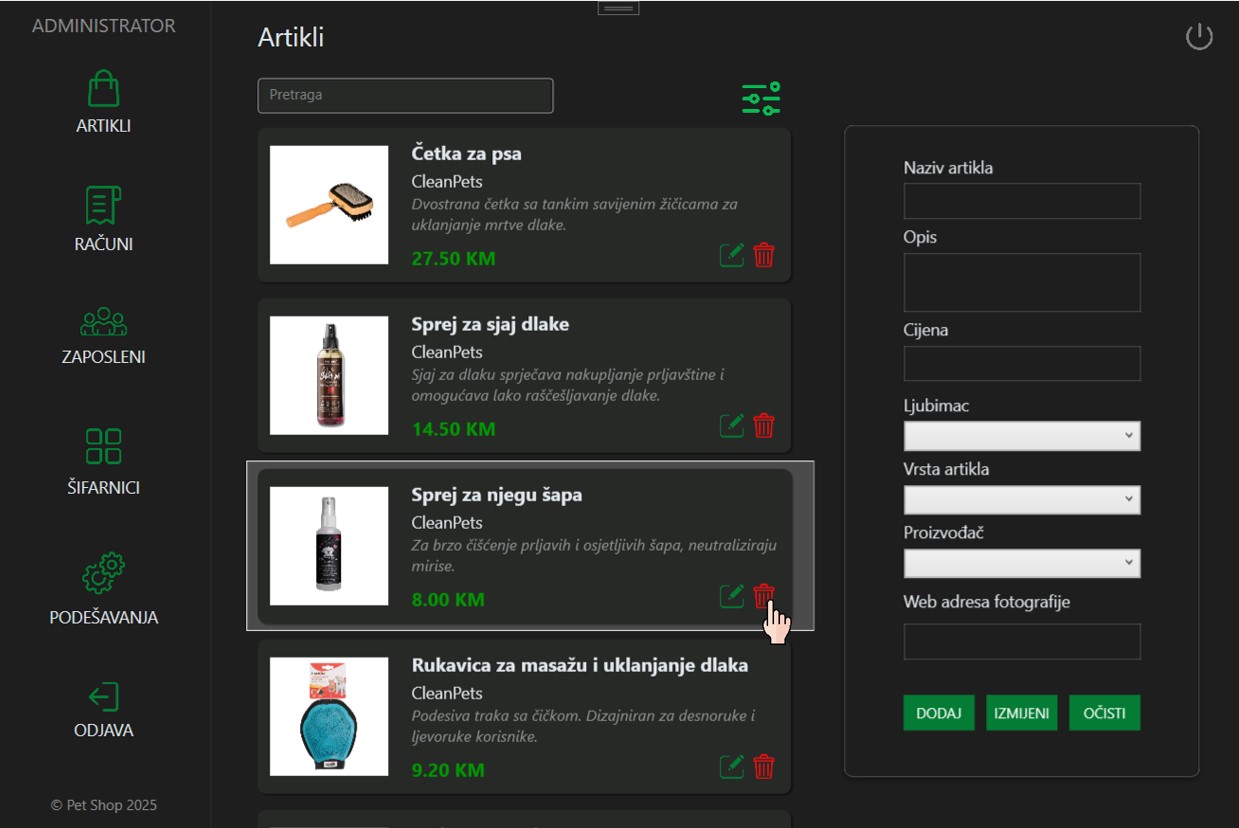 ADMINISTRATOR
ARTIKLI
RAČUNI
ZAPOSLENI
ŠIFARNICI
PODEŠAVANJA
ODJAVA
© Pet Shop 2025
Artikli
Pretraga
Četka za psa
CleanPets
Dvostrana četka sa tankim savijenim žičicama za
uklanjanje mrtve dlake.
27.50 KM
Sprej za sjaj dlake
CleanPets
Sjaj za dlaku sprječava nakupljanje prljavštine i
omogućava lako raščešljavanje dlake.
14.50 KM
Sprej za njegu šapa
CleanPets
Za brzo čišćenje prljavih i osjetljivih šapa, neutraliziraju
mirise.
8.00 KM
Rukavica za masažu i uklanjanje dlaka
CleanPets
Podesiva traka sa čičkom. Dizajniran za desnoruke i
ljevoruke korisnike.
9.20 KM
Naziv artikla
Opis
Cijena
Ljubimac
Vrsta artikla
Proizvođač
Web adresa fotografije
DODAJ
IZMIJENI
OČISTI